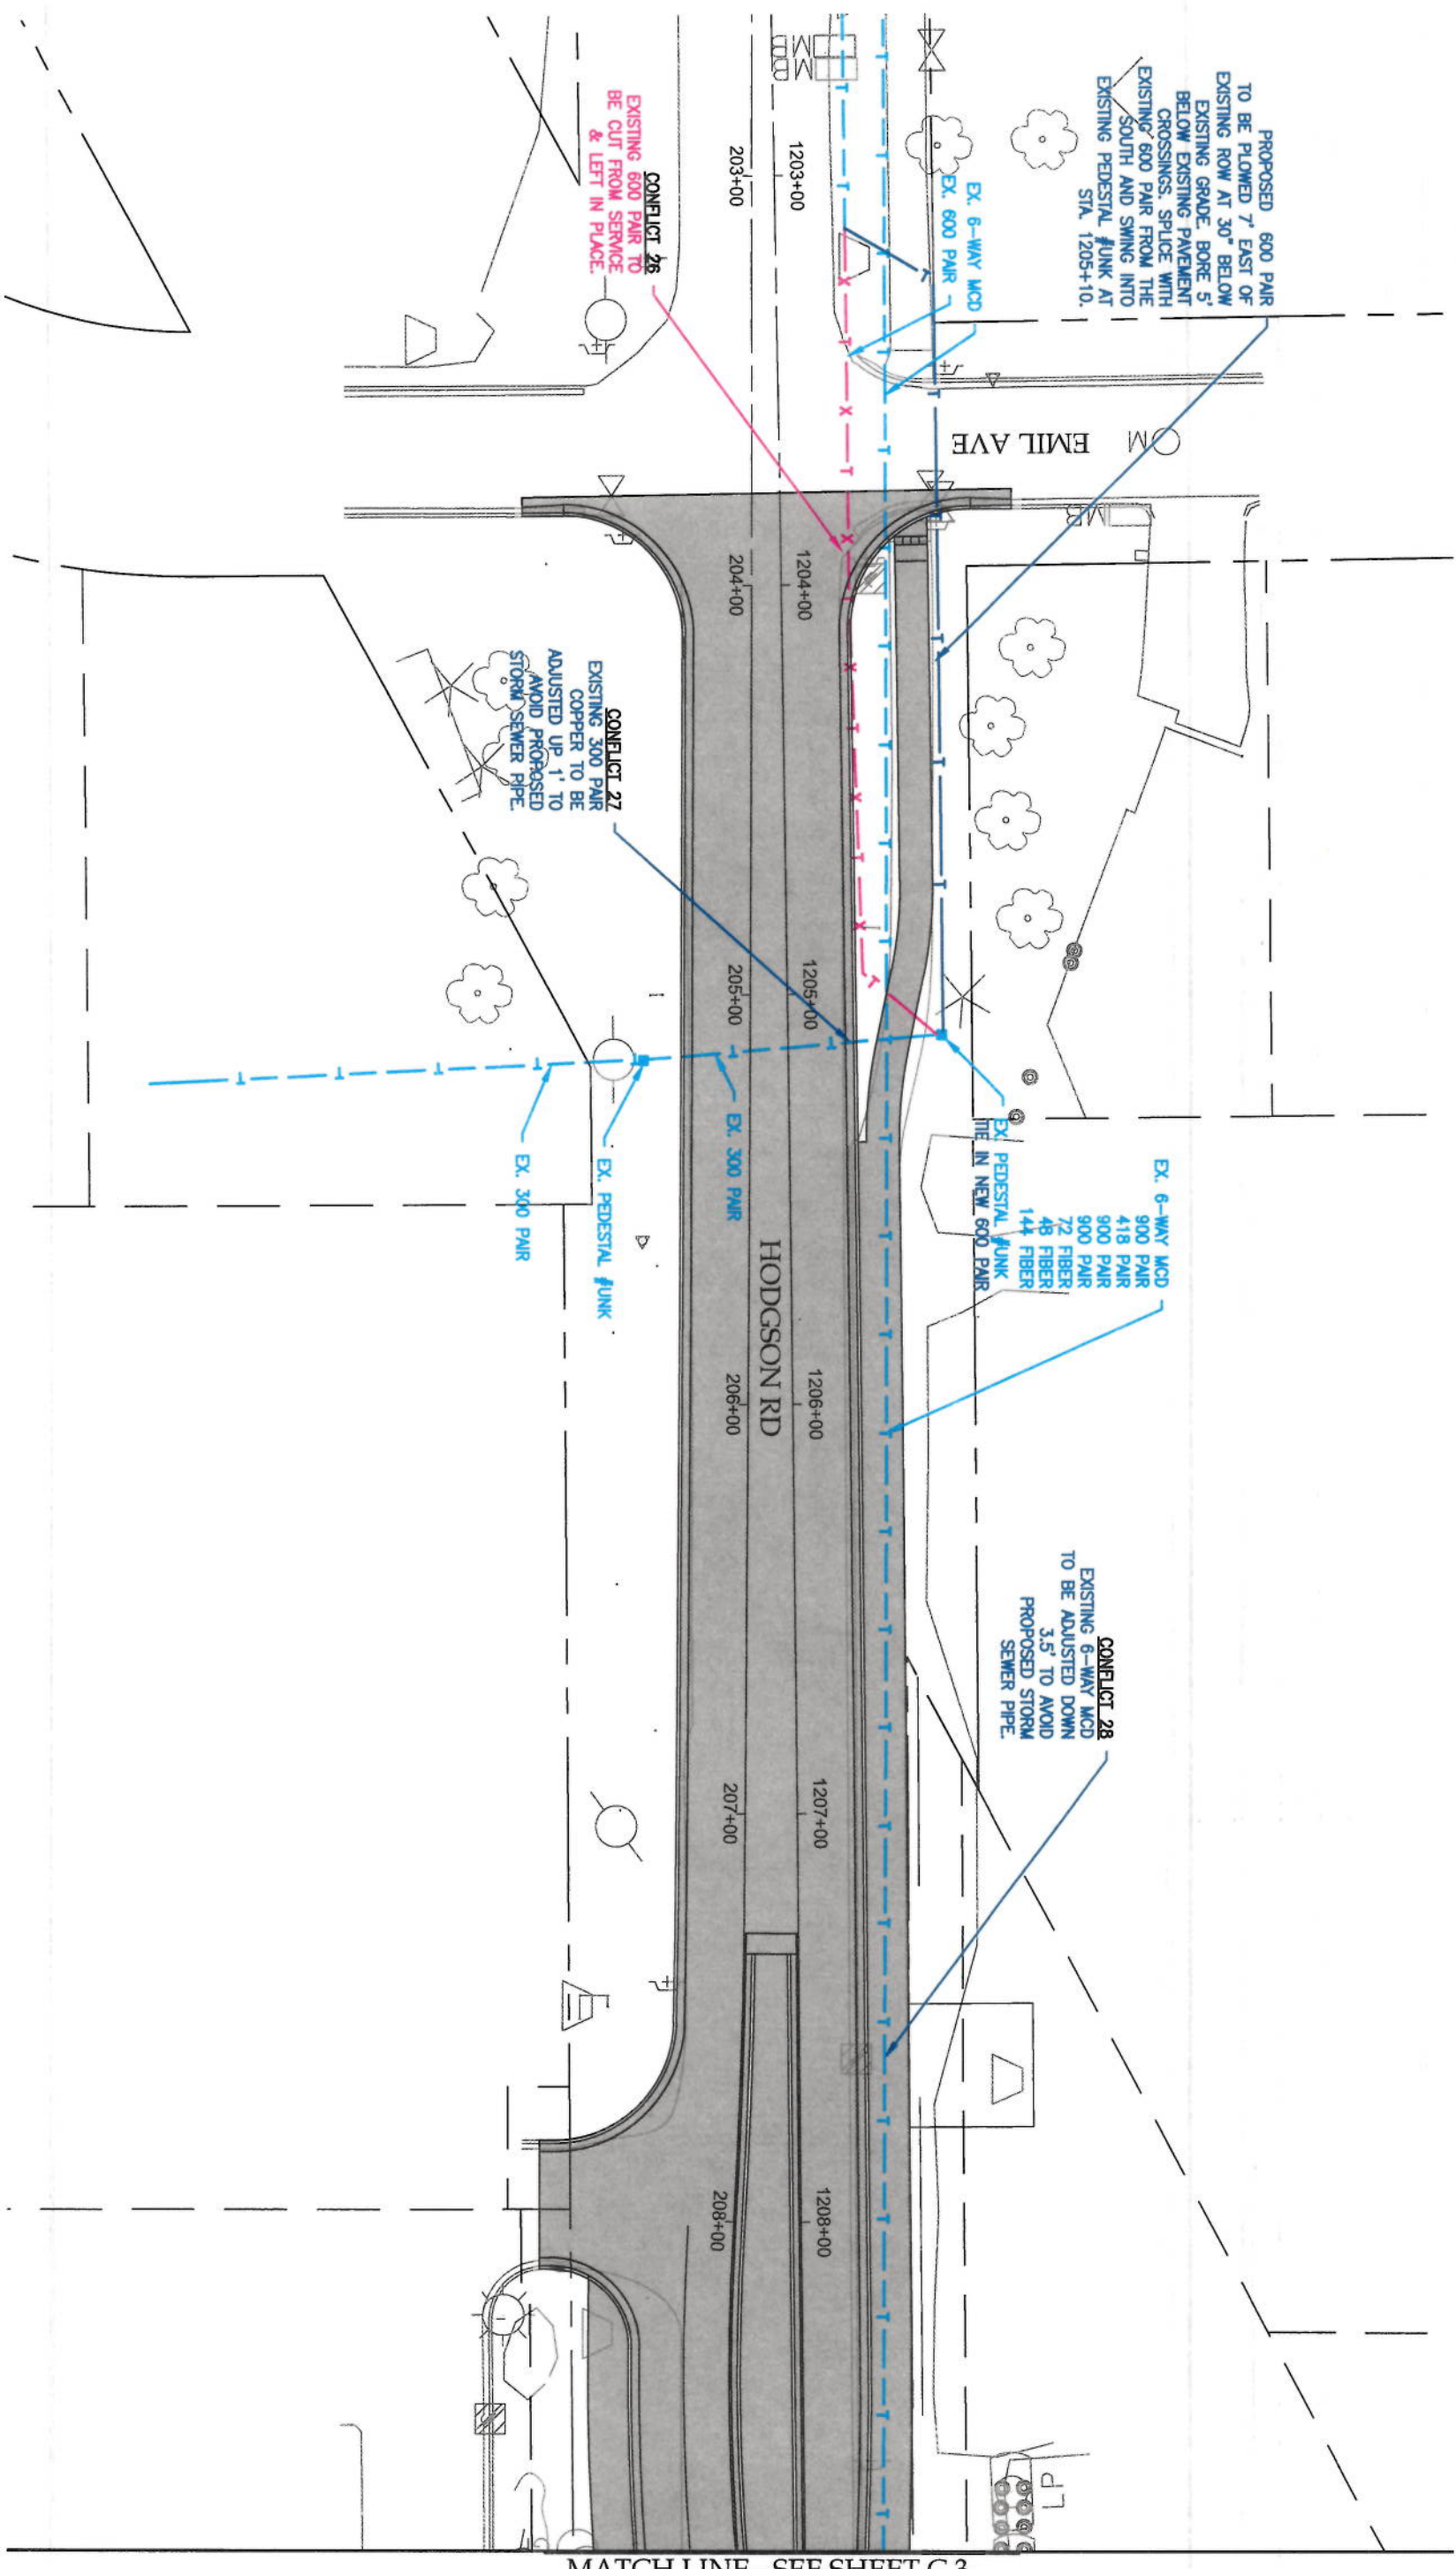 PROPOSED 600 PAIR
TO BE PLOWED 7' EAST OF
EXISTING ROW AT 30" BELOW
EXISTING GRADE. BORE 5'
BELOW EXISTING PAVEMENT
CROSSINGS. SPLICE WITH
EXISTING 600 PAIR FROM THE
SOUTH AND SWING INTO
EXISTING PEDESTAL #UNK AT
STA. 1205+10.
EX. 6-WAY MCD
EX. 600 PAIR
MB
MB
1203+00
203+00
CONFLICT 26
EXISTING 600 PAIR TO
BE CUT FROM SERVICE
& LEFT IN PLACE.
EMIL AVE
M
MB
1204+00
204+00
CONFLICT 27
EXISTING 300 PAIR
COPPER TO BE
ADJUSTED UP 1' TO
AVOID PROPOSED
STORM SEWER PIPE.
1205+00
205+00
EX. 6-WAY MCD
900 PAIR
418 PAIR
900 PAIR
900 PAIR
72 FIBER
48 FIBER
144 FIBER
EX. PEDESTAL #UNK
TIE IN NEW 600 PAIR
EX. 300 PAIR
EX. PEDESTAL #UNK
EX. 300 PAIR
HODGSON RD
1206+00
206+00
CONFLICT 28
EXISTING 6-WAY MCD
TO BE ADJUSTED DOWN
3.5' TO AVOID
PROPOSED STORM
SEWER PIPE.
1207+00
207+00
1208+00
208+00
LP
MATCH LINE - SEE SHEET C.3